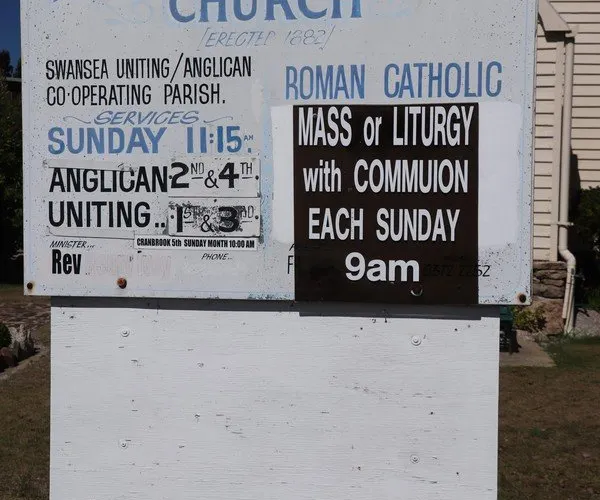 CHURCH
[ERECTED 1882]
SWANSEA UNITING/ANGLICAN
CO-OPERATING PARISH.
SERVICES
SUNDAY 11:15 AM
ANGLICAN 2ND & 4TH
UNITING.. 1ST & 3RD
CRANBROOK 5th SUNDAY MONTH 10:00 AM
MINISTER...
Rev
PHONE...
ROMAN CATHOLIC
MASS or LITURGY
with COMMUION
EACH SUNDAY
9am